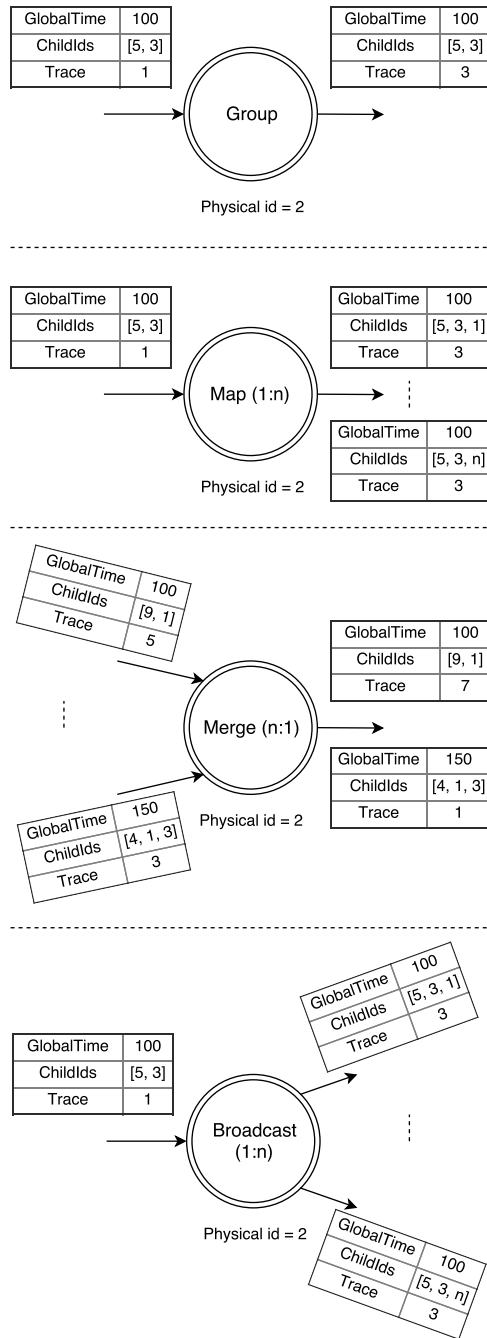 GlobalTime 100
ChildIds [5, 3]
Trace 1
GlobalTime 100
ChildIds [5, 3]
Trace 3
Group
Physical id = 2
GlobalTime 100
ChildIds [5, 3]
Trace 1
GlobalTime 100
ChildIds [5, 3, 1]
Trace 3
Map (1:n)
GlobalTime 100
ChildIds [5, 3, n]
Trace 3
Physical id = 2
GlobalTime 100
ChildIds [9, 1]
Trace 5
GlobalTime 100
ChildIds [9, 1]
Trace 7
Merge (n:1)
GlobalTime 150
ChildIds [4, 1, 3]
Trace 3
GlobalTime 150
ChildIds [4, 1, 3]
Trace 1
Physical id = 2
GlobalTime 100
ChildIds [5, 3, 1]
Trace 3
GlobalTime 100
ChildIds [5, 3]
Trace 1
Broadcast
(1:n)
Physical id = 2
GlobalTime 100
ChildIds [5, 3, n]
Trace 3